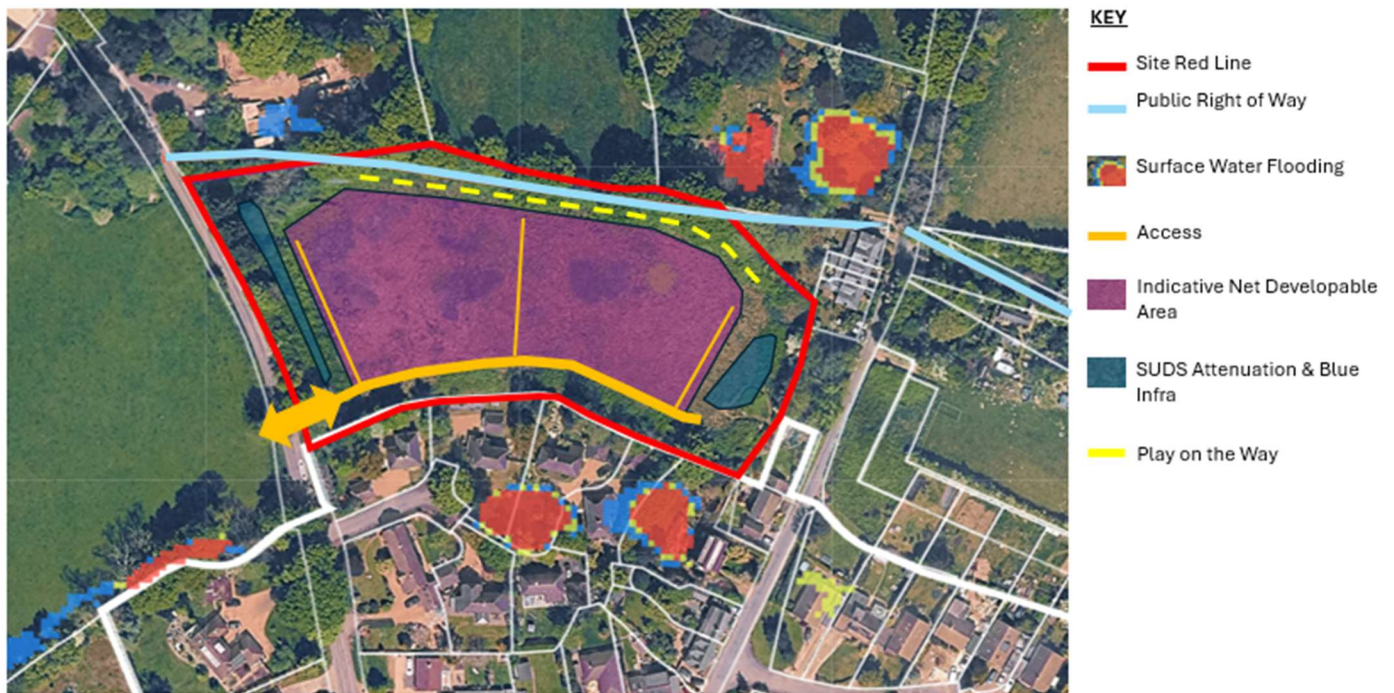 KEY
Site Red Line
Public Right of Way
Surface Water Flooding
Access
Indicative Net Developable
Area
SUDS Attenuation & Blue
Infra
Play on the Way